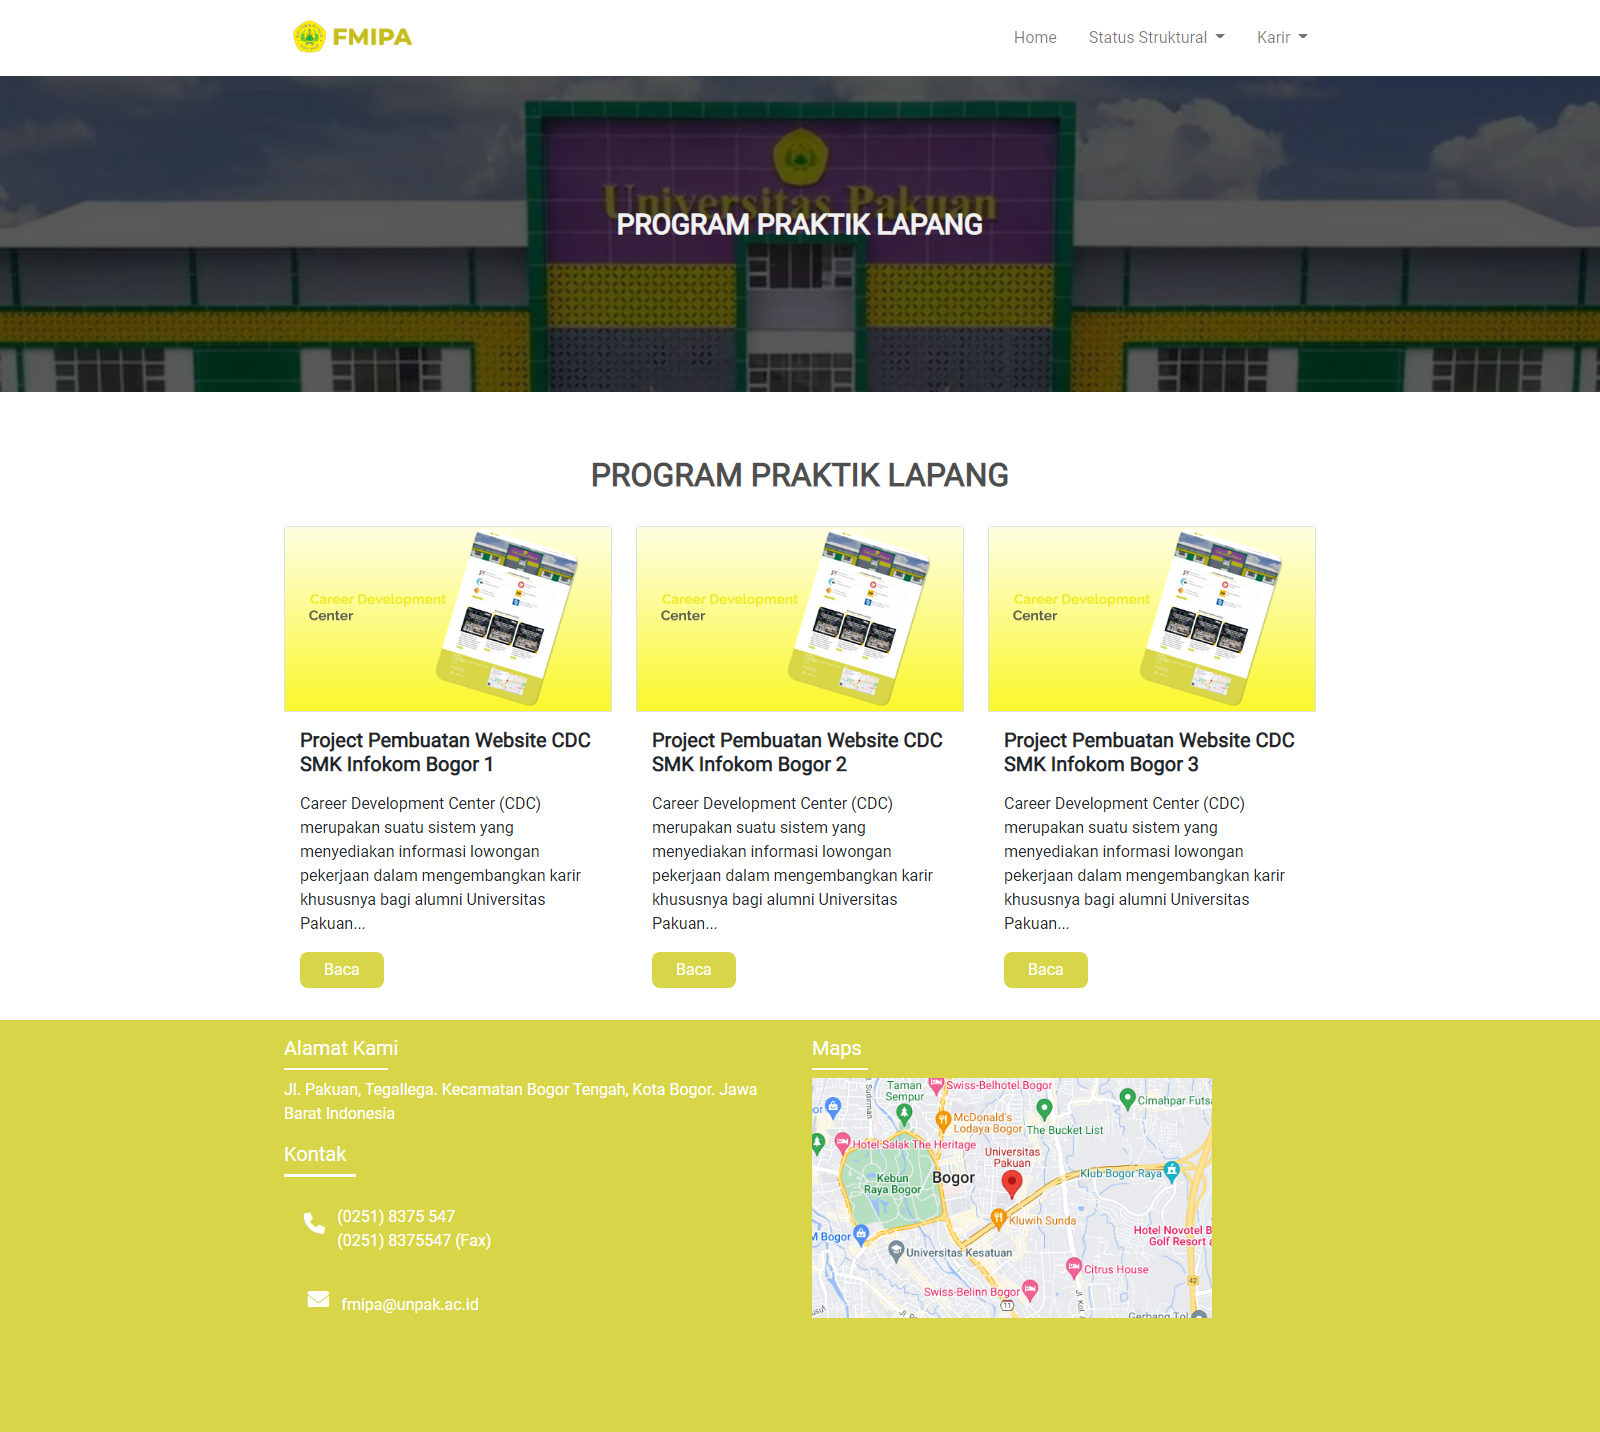 FMIPA
Home
Status Struktural
Karir
Universitas Pakuan
PROGRAM PRAKTIK LAPANG
PROGRAM PRAKTIK LAPANG
Career Development
Center
Career Development
Center
Career Development
Center
Project Pembuatan Website CDC
SMK Infokom Bogor 1
Career Development Center (CDC)
merupakan suatu sistem yang
menyediakan informasi lowongan
pekerjaan dalam mengembangkan karir
khususnya bagi alumni Universitas
Pakuan...
Baca
Project Pembuatan Website CDC
SMK Infokom Bogor 2
Career Development Center (CDC)
merupakan suatu sistem yang
menyediakan informasi lowongan
pekerjaan dalam mengembangkan karir
khususnya bagi alumni Universitas
Pakuan...
Baca
Project Pembuatan Website CDC
SMK Infokom Bogor 3
Career Development Center (CDC)
merupakan suatu sistem yang
menyediakan informasi lowongan
pekerjaan dalam mengembangkan karir
khususnya bagi alumni Universitas
Pakuan...
Baca
Alamat Kami
Jl. Pakuan, Tegallega. Kecamatan Bogor Tengah, Kota Bogor. Jawa
Barat Indonesia
Kontak
(0251) 8375 547
(0251) 8375547 (Fax)
fmipa@unpak.ac.id
Maps
Taman
Sempur
Swiss-Belhotel Bogor
Cimahpar Futs
McDonald's
Lodaya Bogor
The Bucket List
Hotel Salak The Heritage
Universitas
Pakuan
Kebun
Raya Bogor
Bogor
Klub Bogor Raya
Kluwih Sunda
M Bogor
Hotel Novotel B
Golf Resort
Universitas Kesatuan
Citrus House
42
Swiss-Belinn Bogor
11
Gerbang Tol